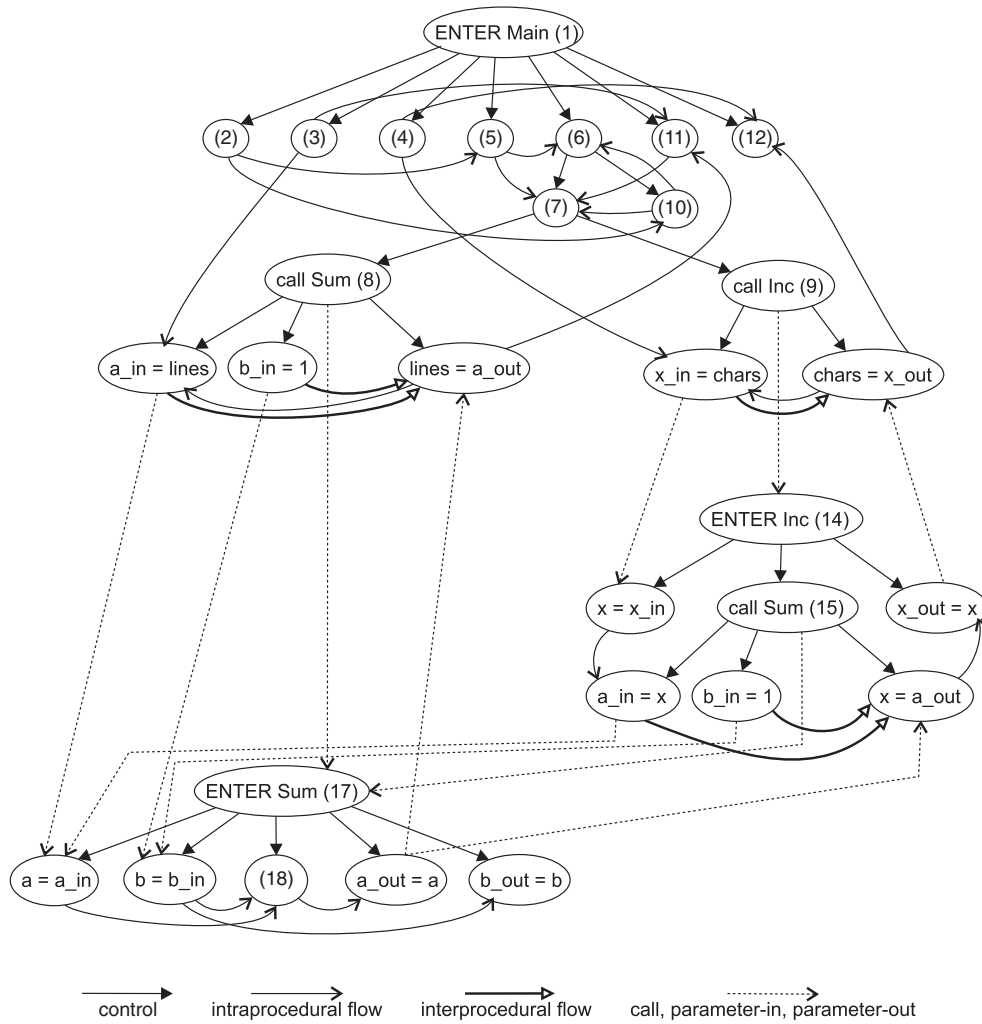 ENTER Main (1)
(2)
(3)
(4)
(5)
(6)
(11)
(12)
(7)
(10)
call Sum (8)
call Inc (9)
a_in = lines
b_in = 1
lines = a_out
x_in = chars
chars = x_out
ENTER Inc (14)
x = x_in
call Sum (15)
x_out = x
a_in = x
b_in = 1
x = a_out
ENTER Sum (17)
a = a_in
b = b_in
(18)
a_out = a
b_out = b
control
intraprocedural flow
interprocedural flow
call, parameter-in, parameter-out